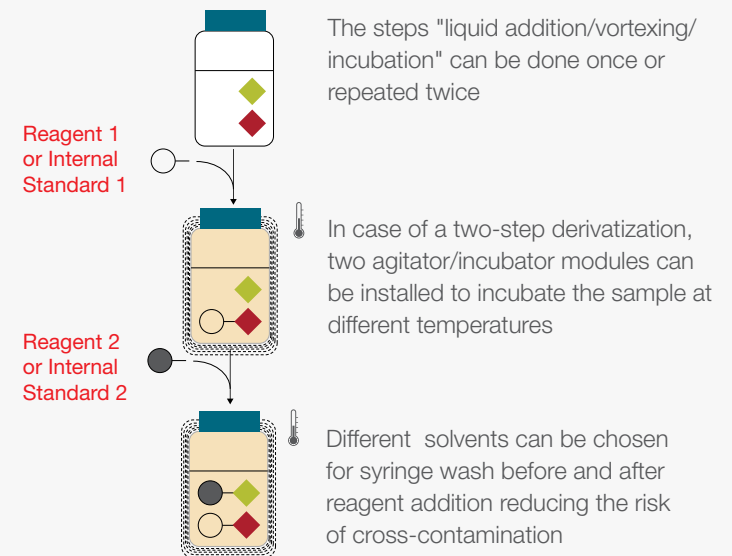 The steps "liquid addition/vortexing/
incubation" can be done once or
repeated twice
Reagent 1
or Internal
Standard 1
In case of a two-step derivatization,
two agitator/incubator modules can
be installed to incubate the sample at
different temperatures
Reagent 2
or Internal
Standard 2
Different solvents can be chosen
for syringe wash before and after
reagent addition reducing the risk
of cross-contamination